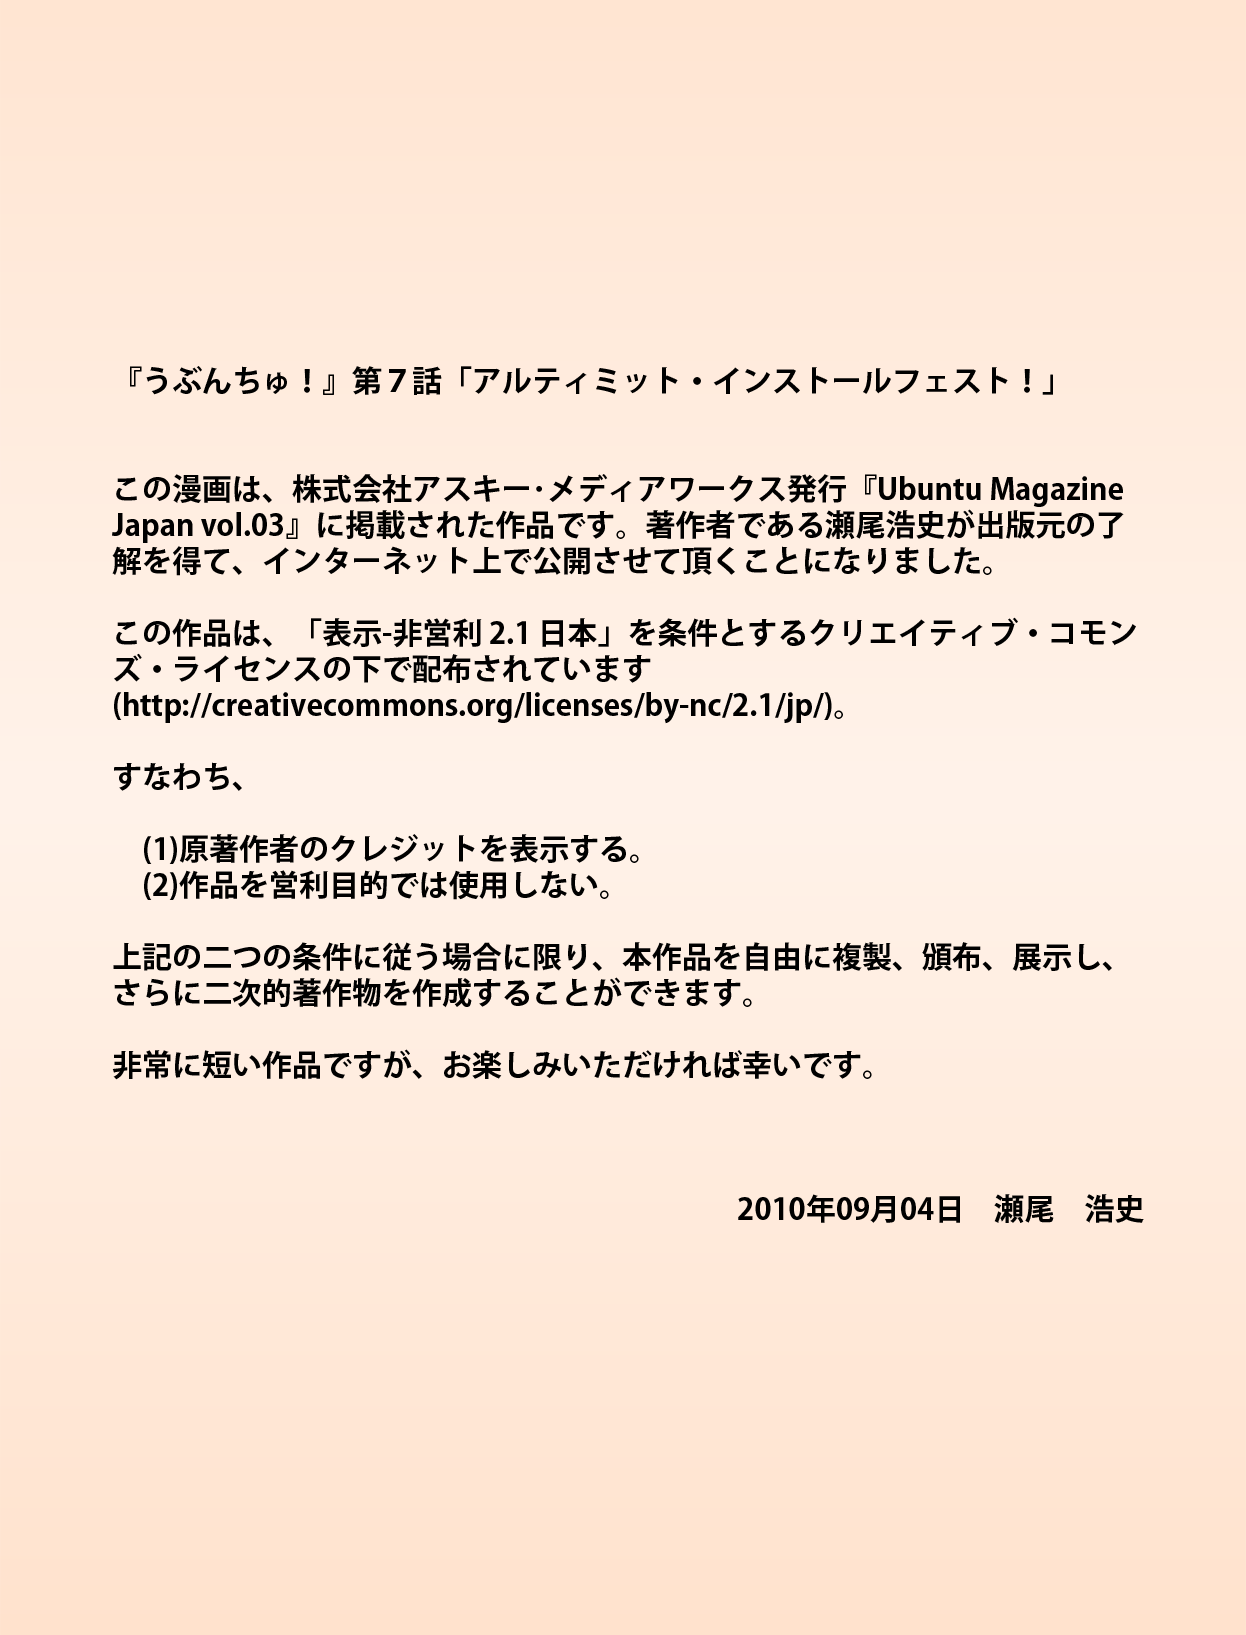 『うぶんちゅ！』第７話「アルティミット・インストールフェスト！」
この漫画は、株式会社アスキー･メディアワークス発行『Ubuntu Magazine
Japan vol.03』に掲載された作品です。著作者である瀬尾浩史が出版元の了
解を得て、インターネット上で公開させて頂くことになりました。
この作品は、「表示-非営利 2.1 日本」を条件とするクリエイティブ・コモン
ズ・ライセンスの下で配布されています
(http://creativecommons.org/licenses/by-nc/2.1/jp/)。
すなわち、
(1)原著作者のクレジットを表示する。
(2)作品を営利目的では使用しない。
上記の二つの条件に従う場合に限り、本作品を自由に複製、頒布、展示し、
さらに二次的著作物を作成することができます。
非常に短い作品ですが、お楽しみいただければ幸いです。
2010年09月04日　瀬尾　浩史